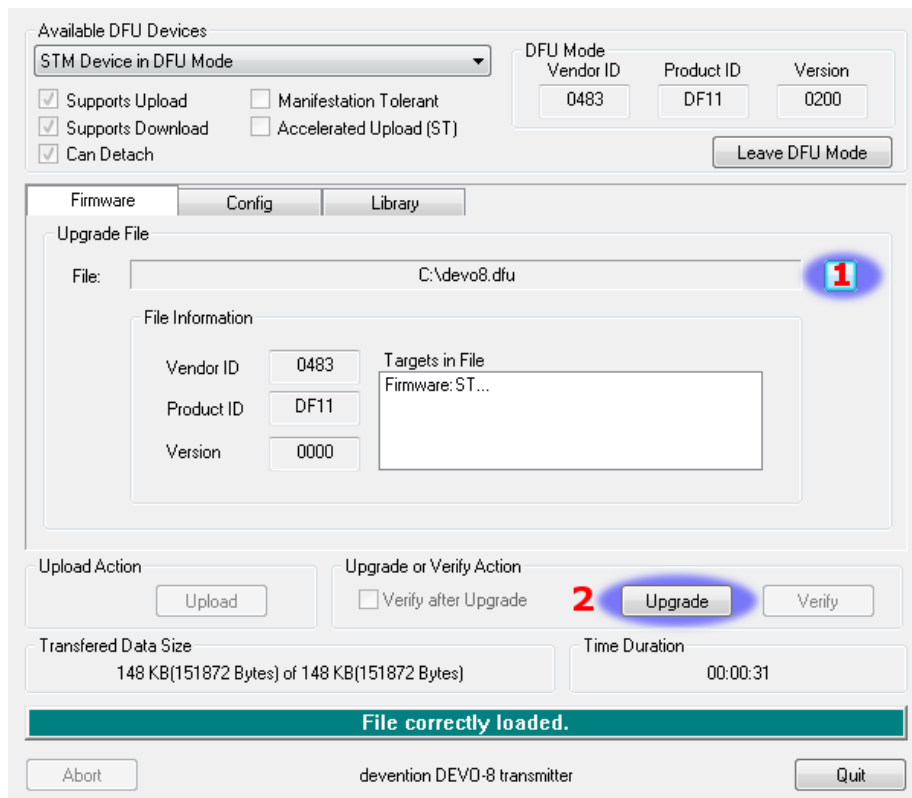 Available DFU Devices
STM Device in DFU Mode
DFU Mode
Vendor ID Product ID Version
0483 DF11 0200
Supports Upload Manifestation Tolerant
Supports Download Accelerated Upload (ST)
Can Detach
Leave DFU Mode
Firmware Config Library
Upgrade File
File: C:\devo8.dfu 1
File Information
Vendor ID 0483
Targets in File
Firmware:ST...
Product ID DF11
Version 0000
Upload Action
Upload
Upgrade or Verify Action
Verify after Upgrade 2 Upgrade Verify
Transfered Data Size
148 KB(151872 Bytes) of 148 KB(151872 Bytes)
Time Duration
00:00:31
File correctly loaded.
Abort devention DEVO-8 transmitter Quit